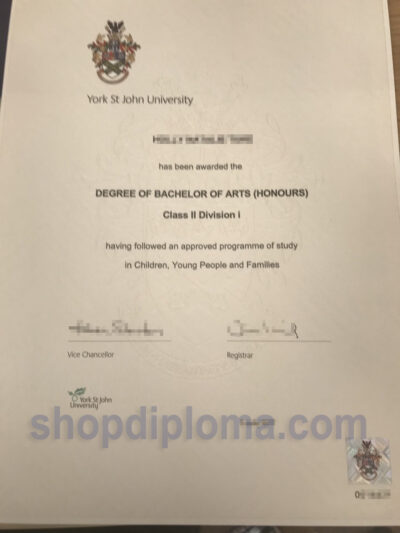 York St John University
has been awarded the
DEGREE OF BACHELOR OF ARTS (HONOURS)
Class II Division I
having followed an approved programme of study
in Children, Young People and Families
Vice Chancellor
Registrar
York St John
University
shopdiploma.com